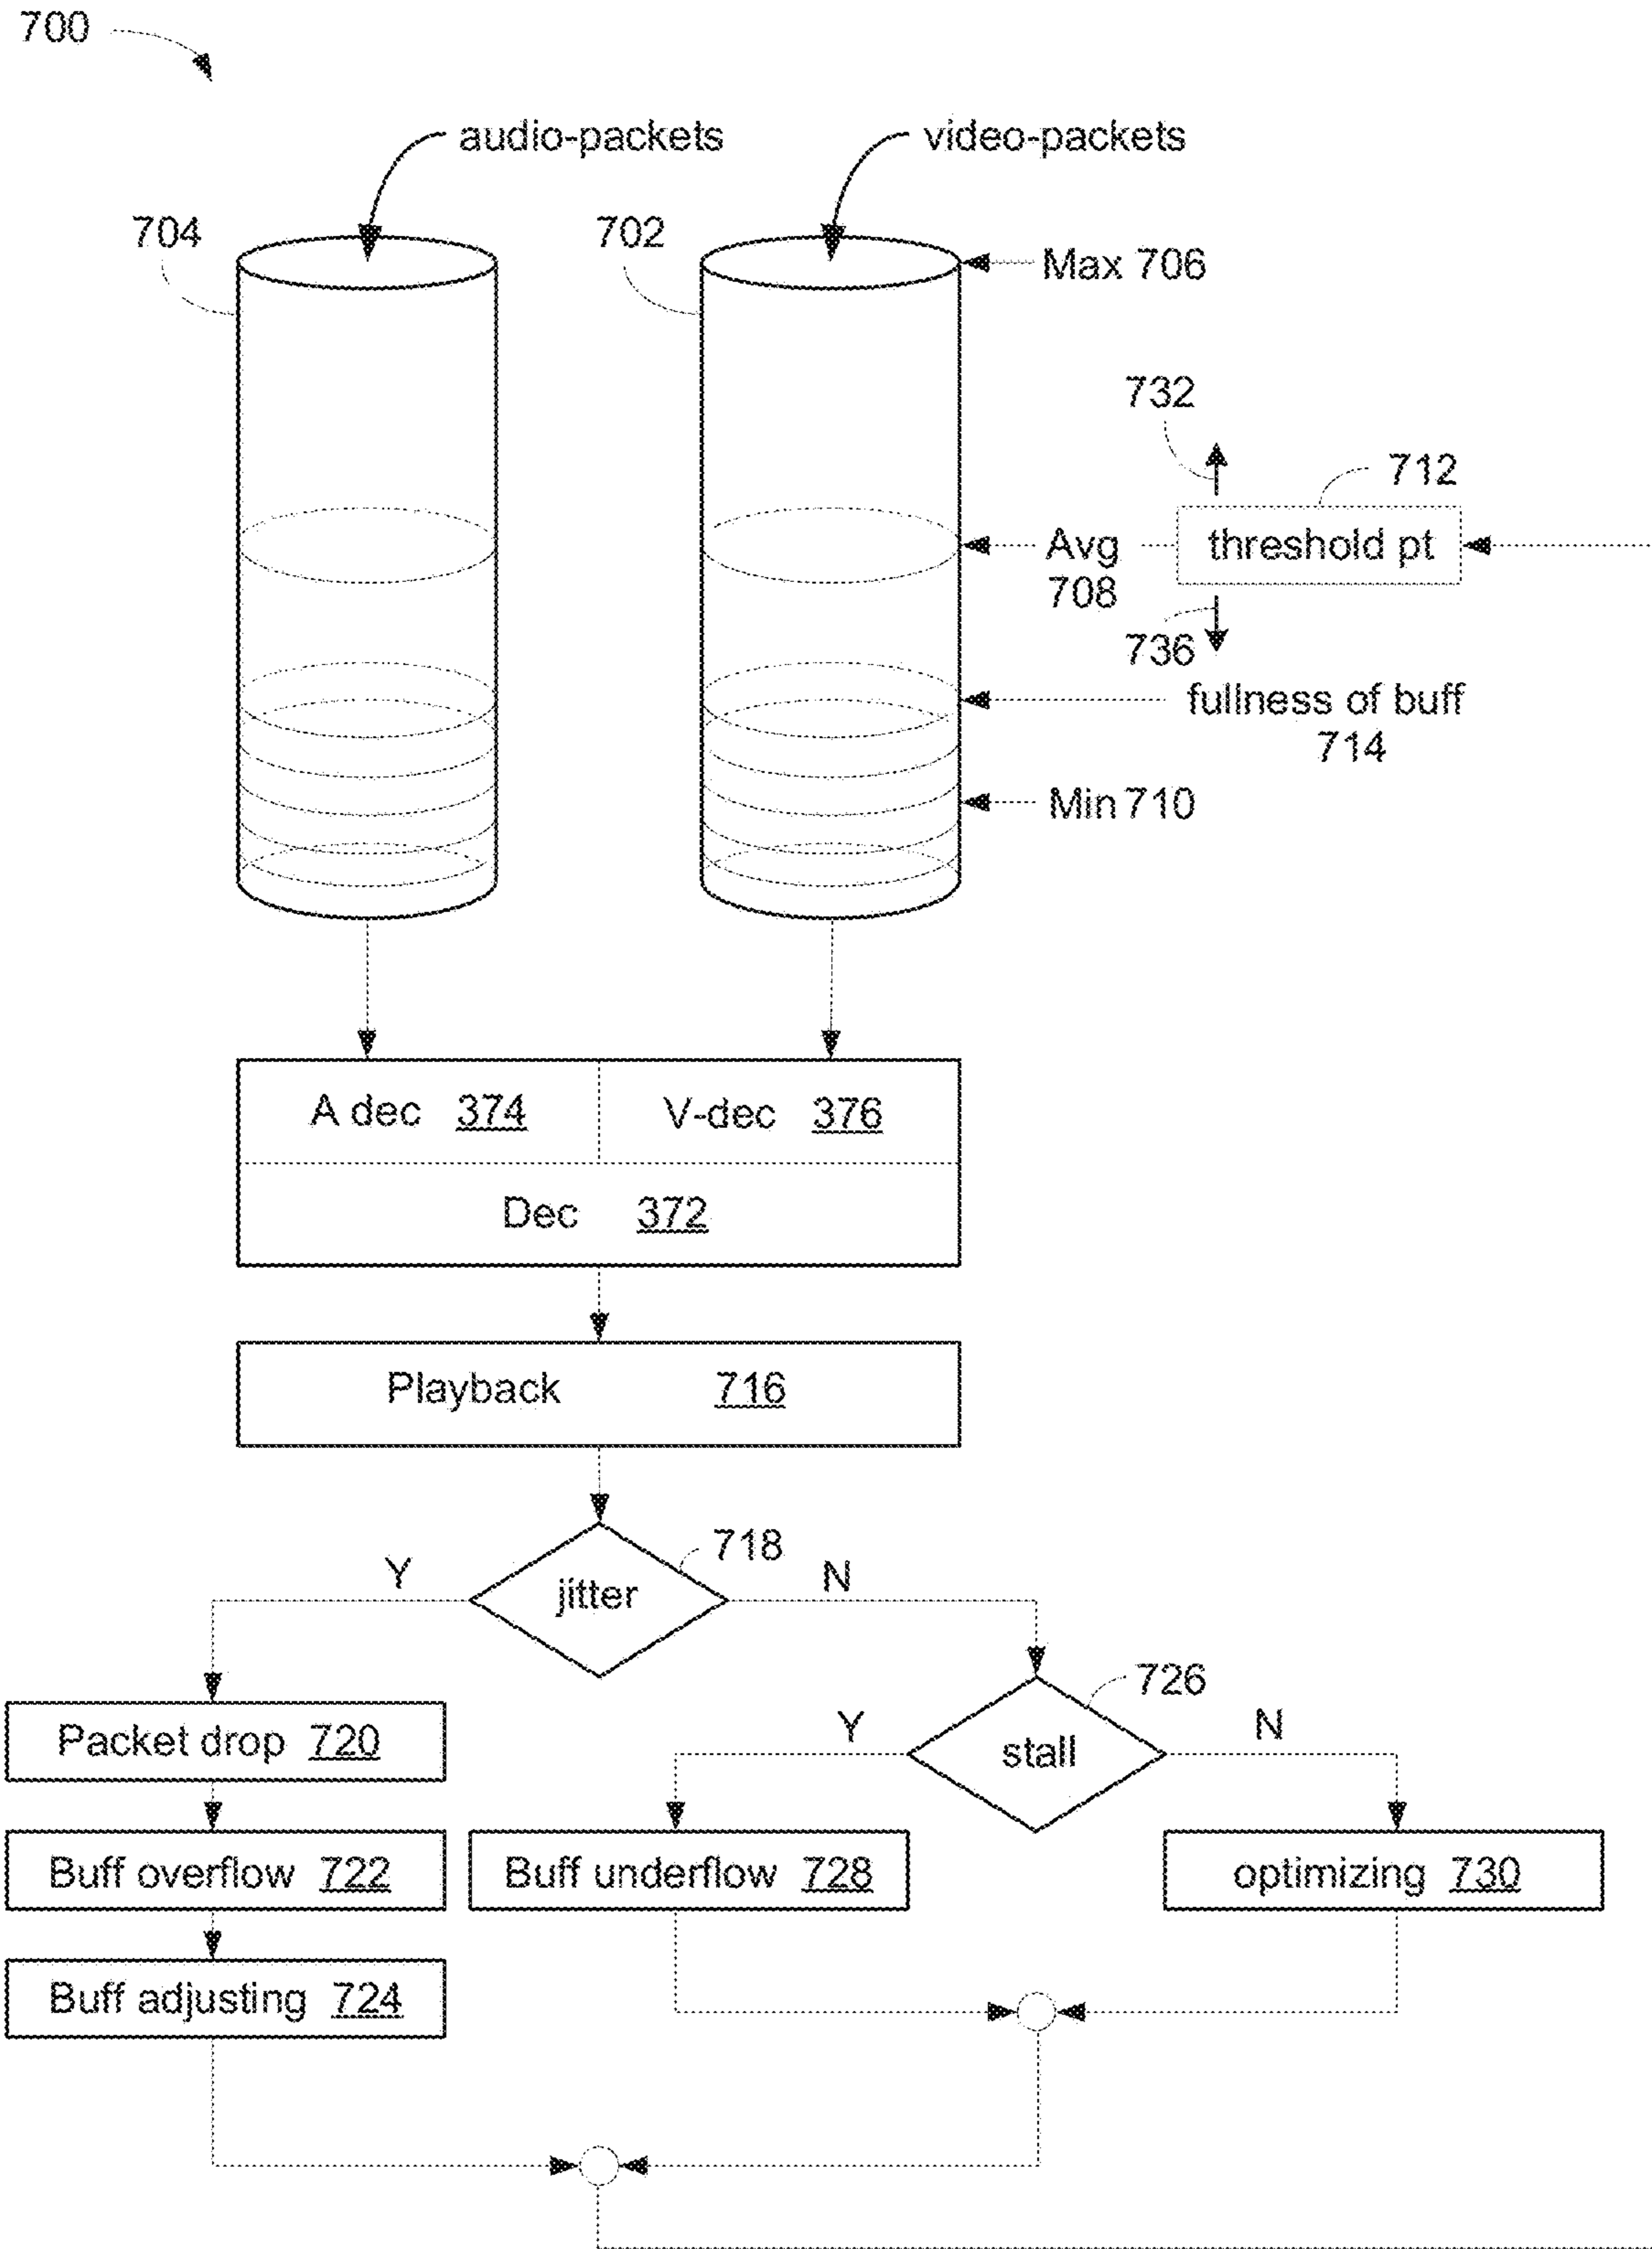 700
audio-packets
video-packets
704
702
Max 706
732
712
Avg
708
threshold pt
736
fullness of buff
714
Min 710
A dec 374
V-dec 376
Dec 372
Playback 716
718
Y
jitter
N
726
Packet drop 720
Y
stall
N
Buff overflow 722
Buff underflow 728
optimizing 730
Buff adjusting 724